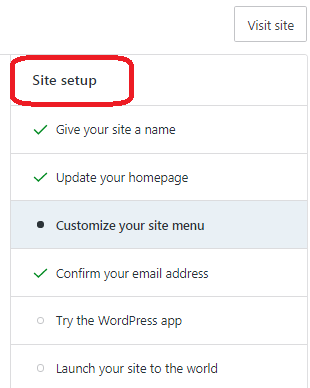 Visit site
Site setup
Give your site a name
Update your homepage
Customize your site menu
Confirm your email address
Try the WordPress app
Launch your site to the world